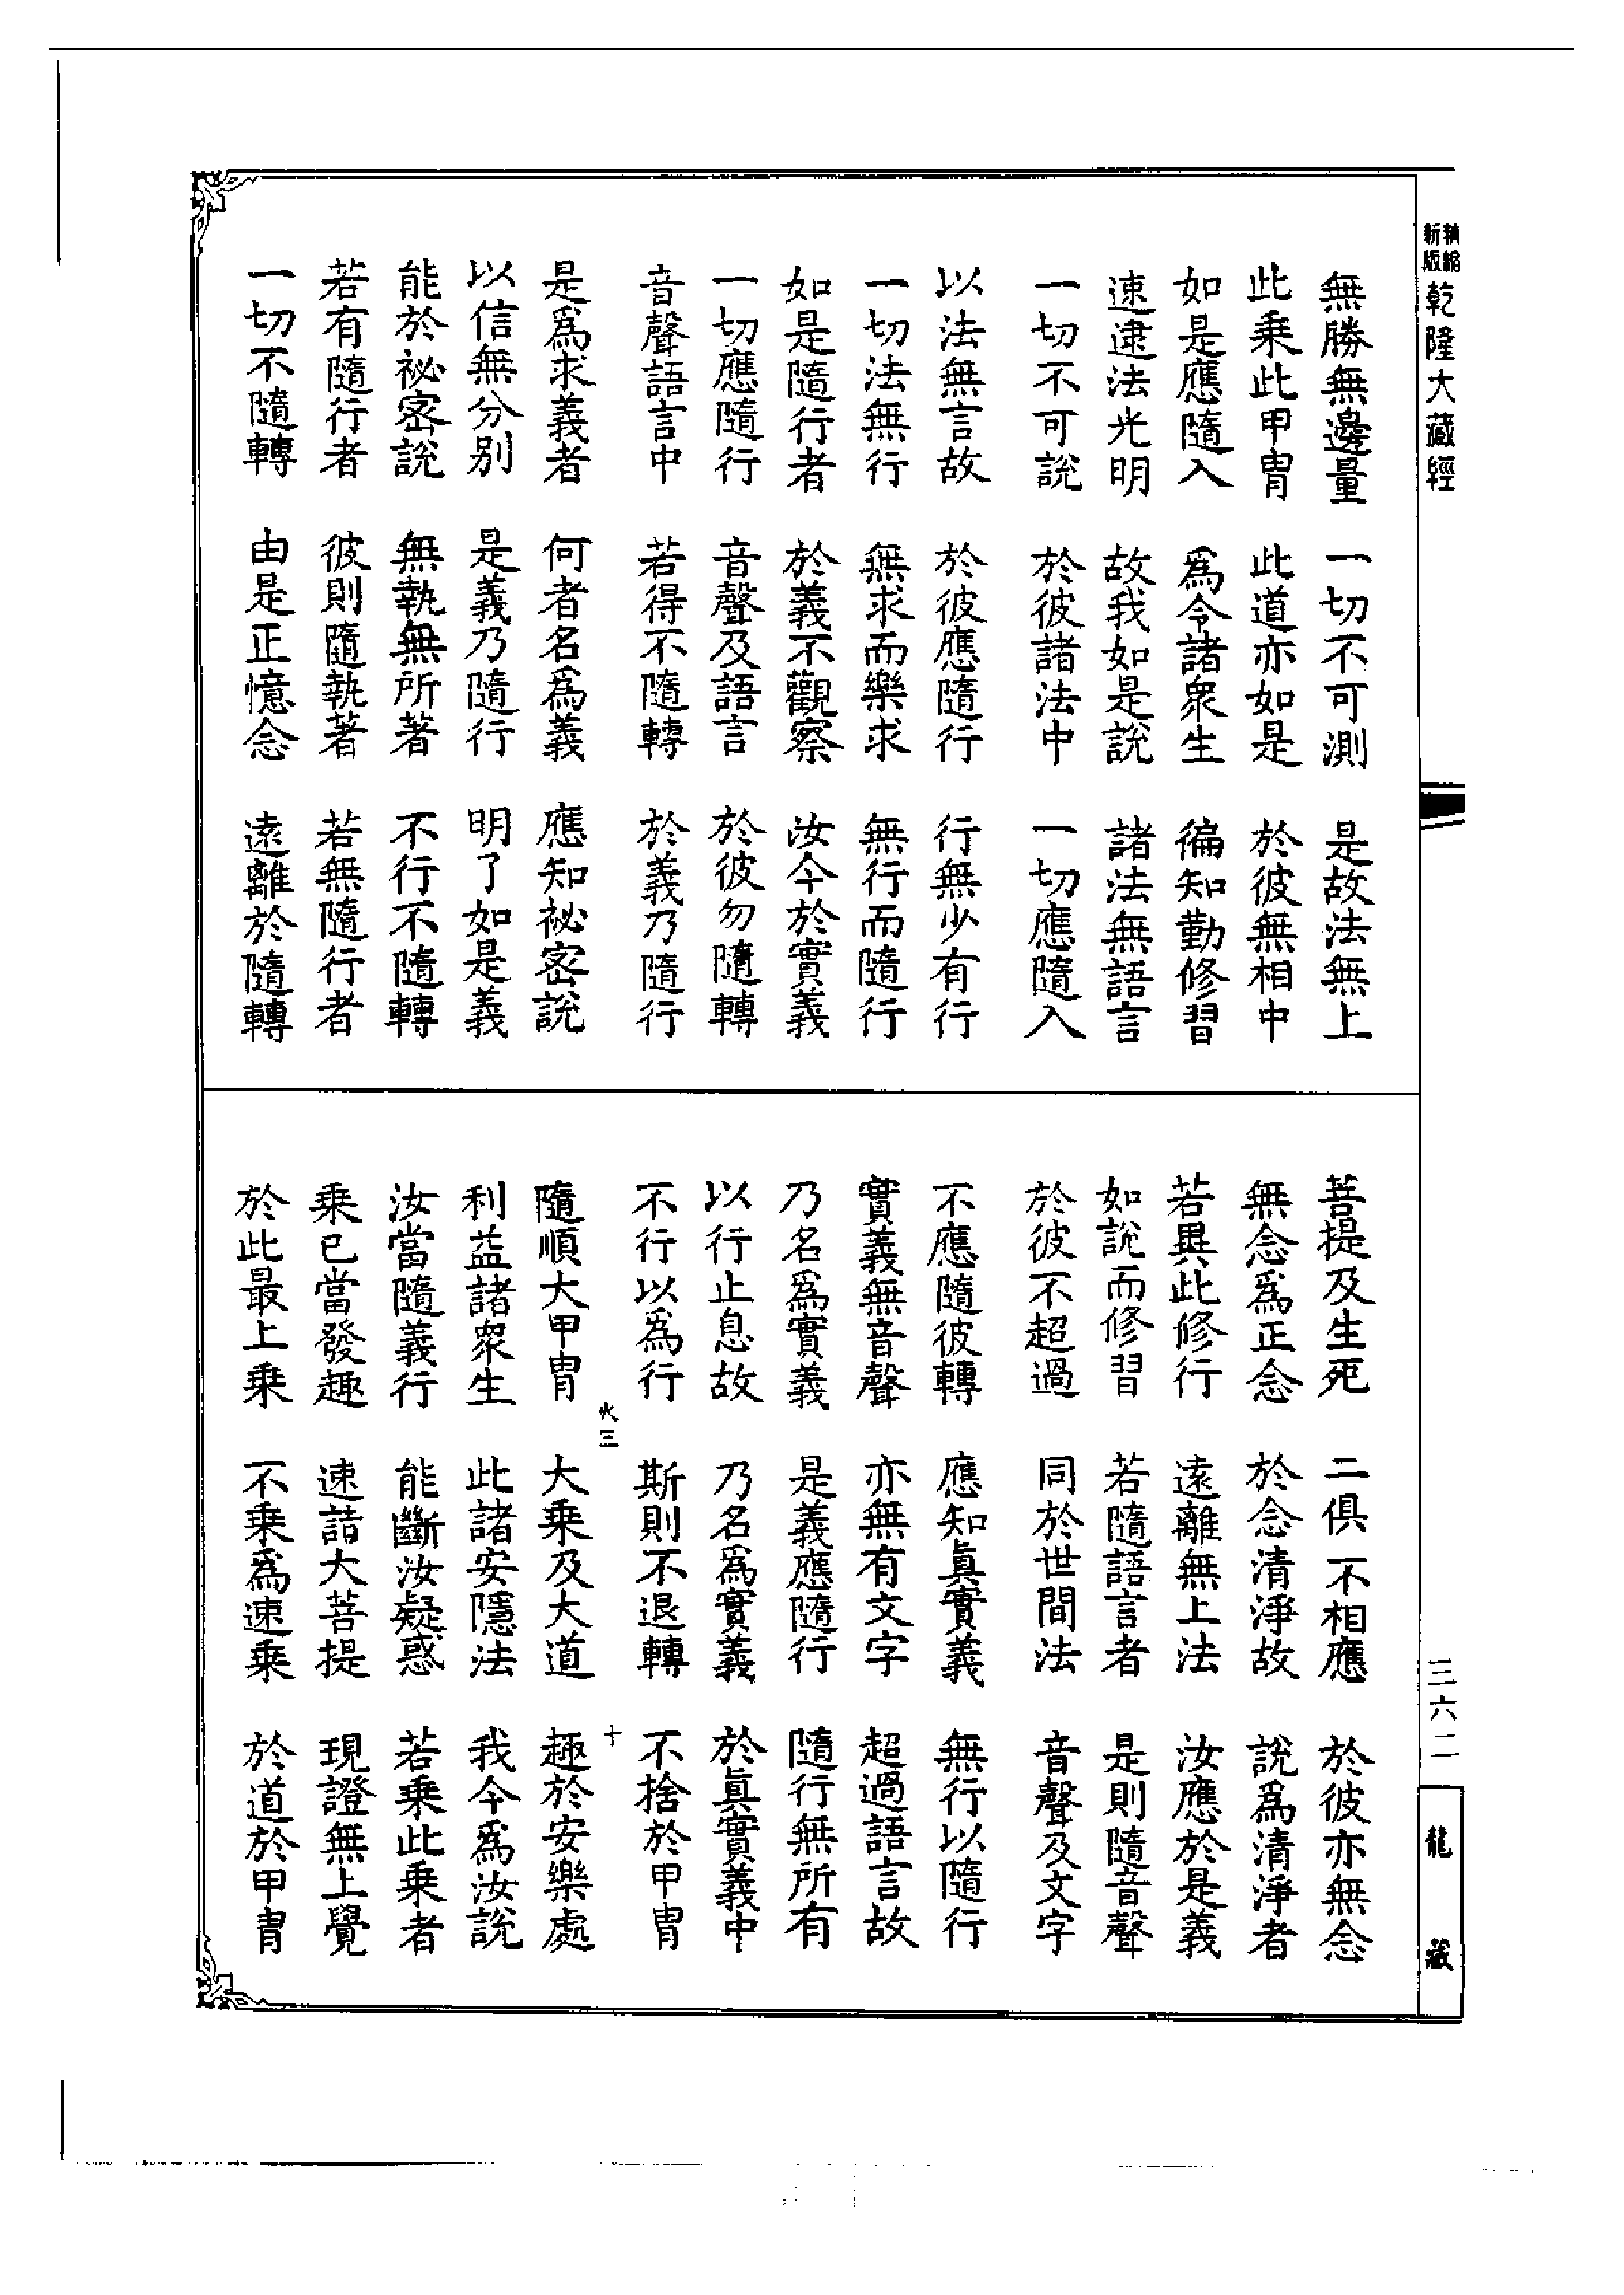 新版精縮乾隆大藏經
無勝無邊量　一切不可測　是故法無上
此乘此甲胄　此道亦如是　於彼無相中
如是應隨入　爲令諸衆生　徧知勤修習
速逮法光明　故我如是說　諸法無語言
一切不可說　於彼諸法中　一切應隨入
以法無言故　於彼應隨行　行無少有行
一切法無行　無求而樂求　無行而隨行
如是隨行者　於義不觀察　汝今於實義
一切應隨行　音聲及語言　於彼勿隨轉
音聲語言中　若得不隨轉　於義乃隨行
是爲求義者　何者名爲義　應知祕密說
以信無分别　是義乃隨行　明了如是義
能於祕密說　無執無所著　不行不隨轉
若有隨行者　彼則隨執著　若無隨行者
一切不隨轉　由是正憶念　遠離於隨轉
菩提及生死　二俱不相應　於彼亦無念
無念爲正念　於念清淨故　說爲清淨者
若異此修行　遠離無上法　汝應於是義
如說而修習　若隨語言者　是則隨音聲
於彼不超過　同於世間法　音聲及文字
不應隨彼轉　應知眞實義　無行以隨行
實義無音聲　亦無有文字　超過語言故
乃名爲實義　是義應隨行　隨行無所有
以行止息故　乃名爲實義　於眞實義中
不行以爲行　斯則不退轉　不捨於甲胄
火三　十
隨順大甲胄　大乘及大道　趣於安樂處
利益諸衆生　此諸安隱法　我今爲汝說
汝當隨義行　能斷汝疑惑　若乘此乘者
乘已當發趣　速詣大菩提　現證無上覺
於此最上乘　不乘爲速乘　於道於甲胄
三六二
龍藏